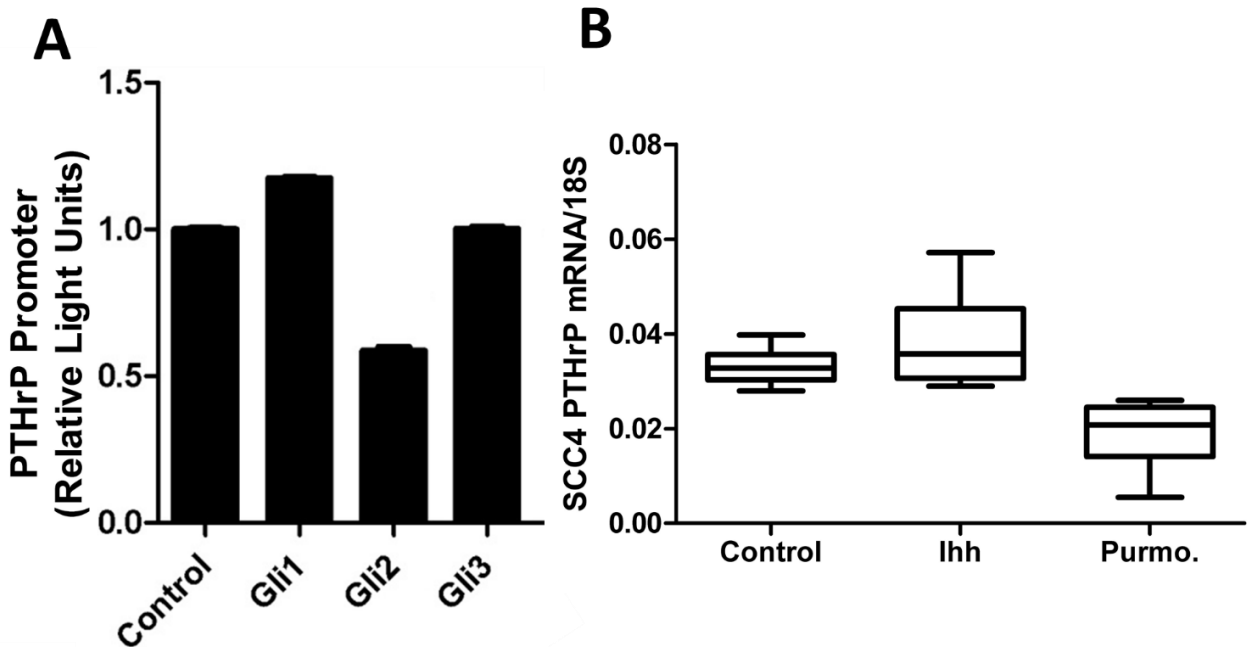 A
PTHrP Promoter
(Relative Light Units)
1.5
1.0
0.5
0.0
Control
Gli1
Gli2
Gli3
B
SCC4 PTHrP mRNA/18S
0.08
0.06
0.04
0.02
0.00
Control
Ihh
Purmo.